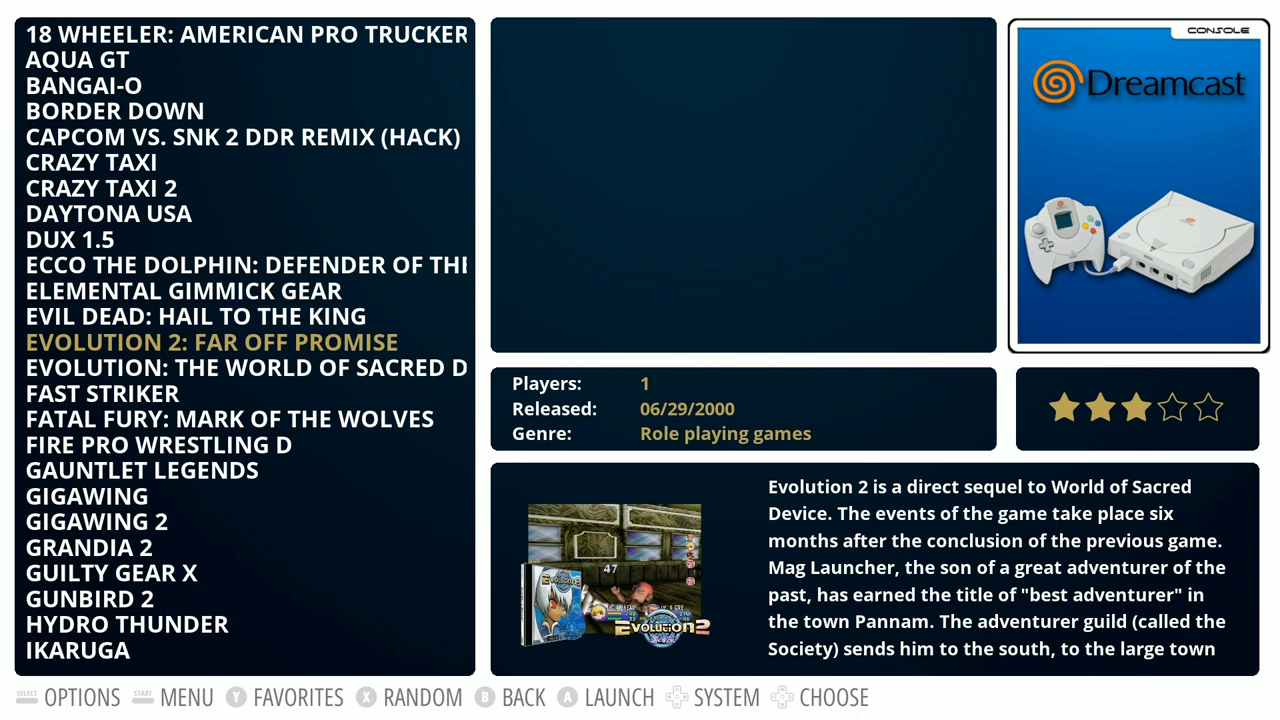 18 WHEELER: AMERICAN PRO TRUCKER
AQUA GT
BANGAI-O
BORDER DOWN
CAPCOM VS. SNK 2 DDR REMIX (HACK)
CRAZY TAXI
CRAZY TAXI 2
DAYTONA USA
DUX 1.5
ECCO THE DOLPHIN: DEFENDER OF THE
ELEMENTAL GIMMICK GEAR
EVIL DEAD: HAIL TO THE KING
EVOLUTION 2: FAR OFF PROMISE
EVOLUTION: THE WORLD OF SACRED D
FAST STRIKER
FATAL FURY: MARK OF THE WOLVES
FIRE PRO WRESTLING D
GAUNTLET LEGENDS
GIGAWING
GIGAWING 2
GRANDIA 2
GUILTY GEAR X
GUNBIRD 2
HYDRO THUNDER
IKARUGA
CONSOLE
Dreamcast
Players: 1
Released: 06/29/2000
Genre: Role playing games
47
EVOLUTION 2
EVOLUTION 2
Evolution 2 is a direct sequel to World of Sacred
Device. The events of the game take place six
months after the conclusion of the previous game.
Mag Launcher, the son of a great adventurer of the
past, has earned the title of "best adventurer" in
the town Pannam. The adventurer guild (called the
Society) sends him to the south, to the large town
SELECT OPTIONS START MENU Y FAVORITES X RANDOM B BACK A LAUNCH SYSTEM CHOOSE